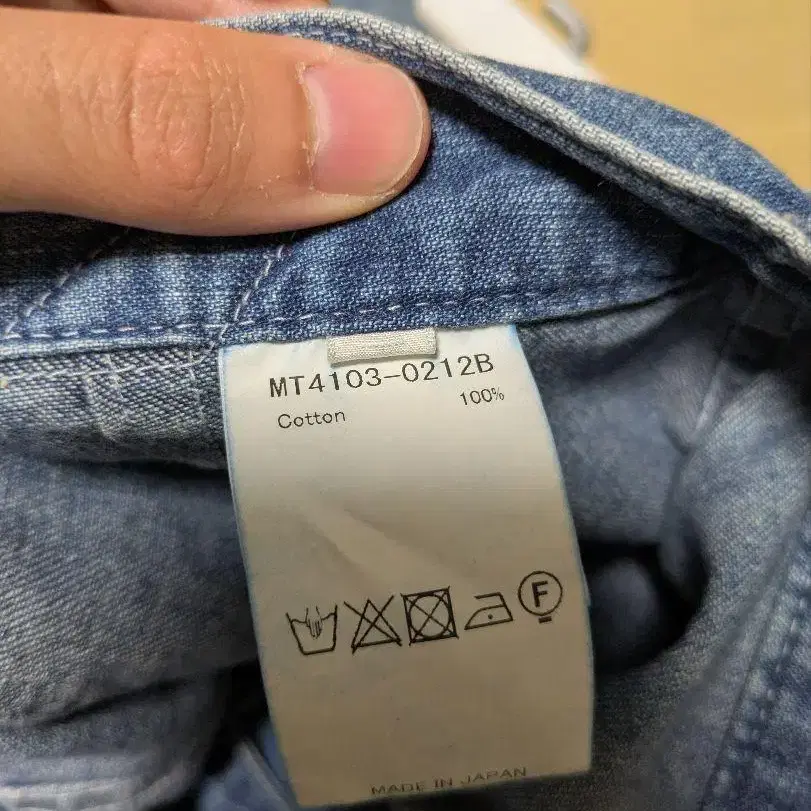 MT4103-0212B
Cotton 100%
F
MADE IN JAPAN